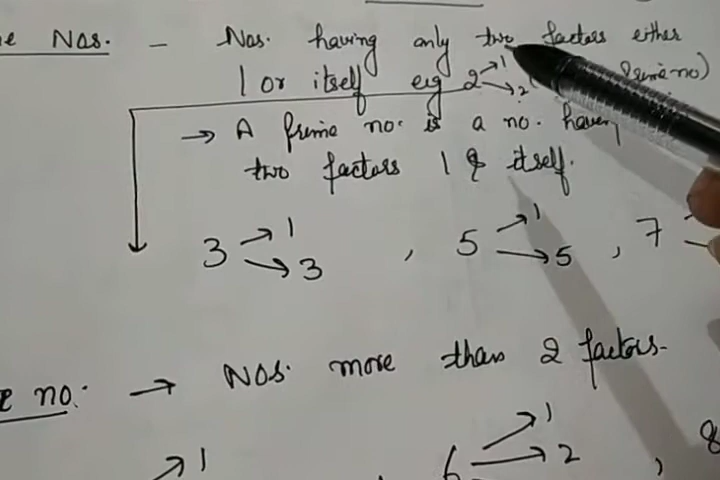 Nos. — Nos. having only two factors either
1 or itself eg 2 → 1 → 2 prime no)
→ A prime no. is a no. having
two factors 1 & itself.
3 → 1 → 3 , 5 → 1 → 5 , 7
no: → Nos. more than 2 factors.
→ 1 , 6 → 1 → 2 , 8